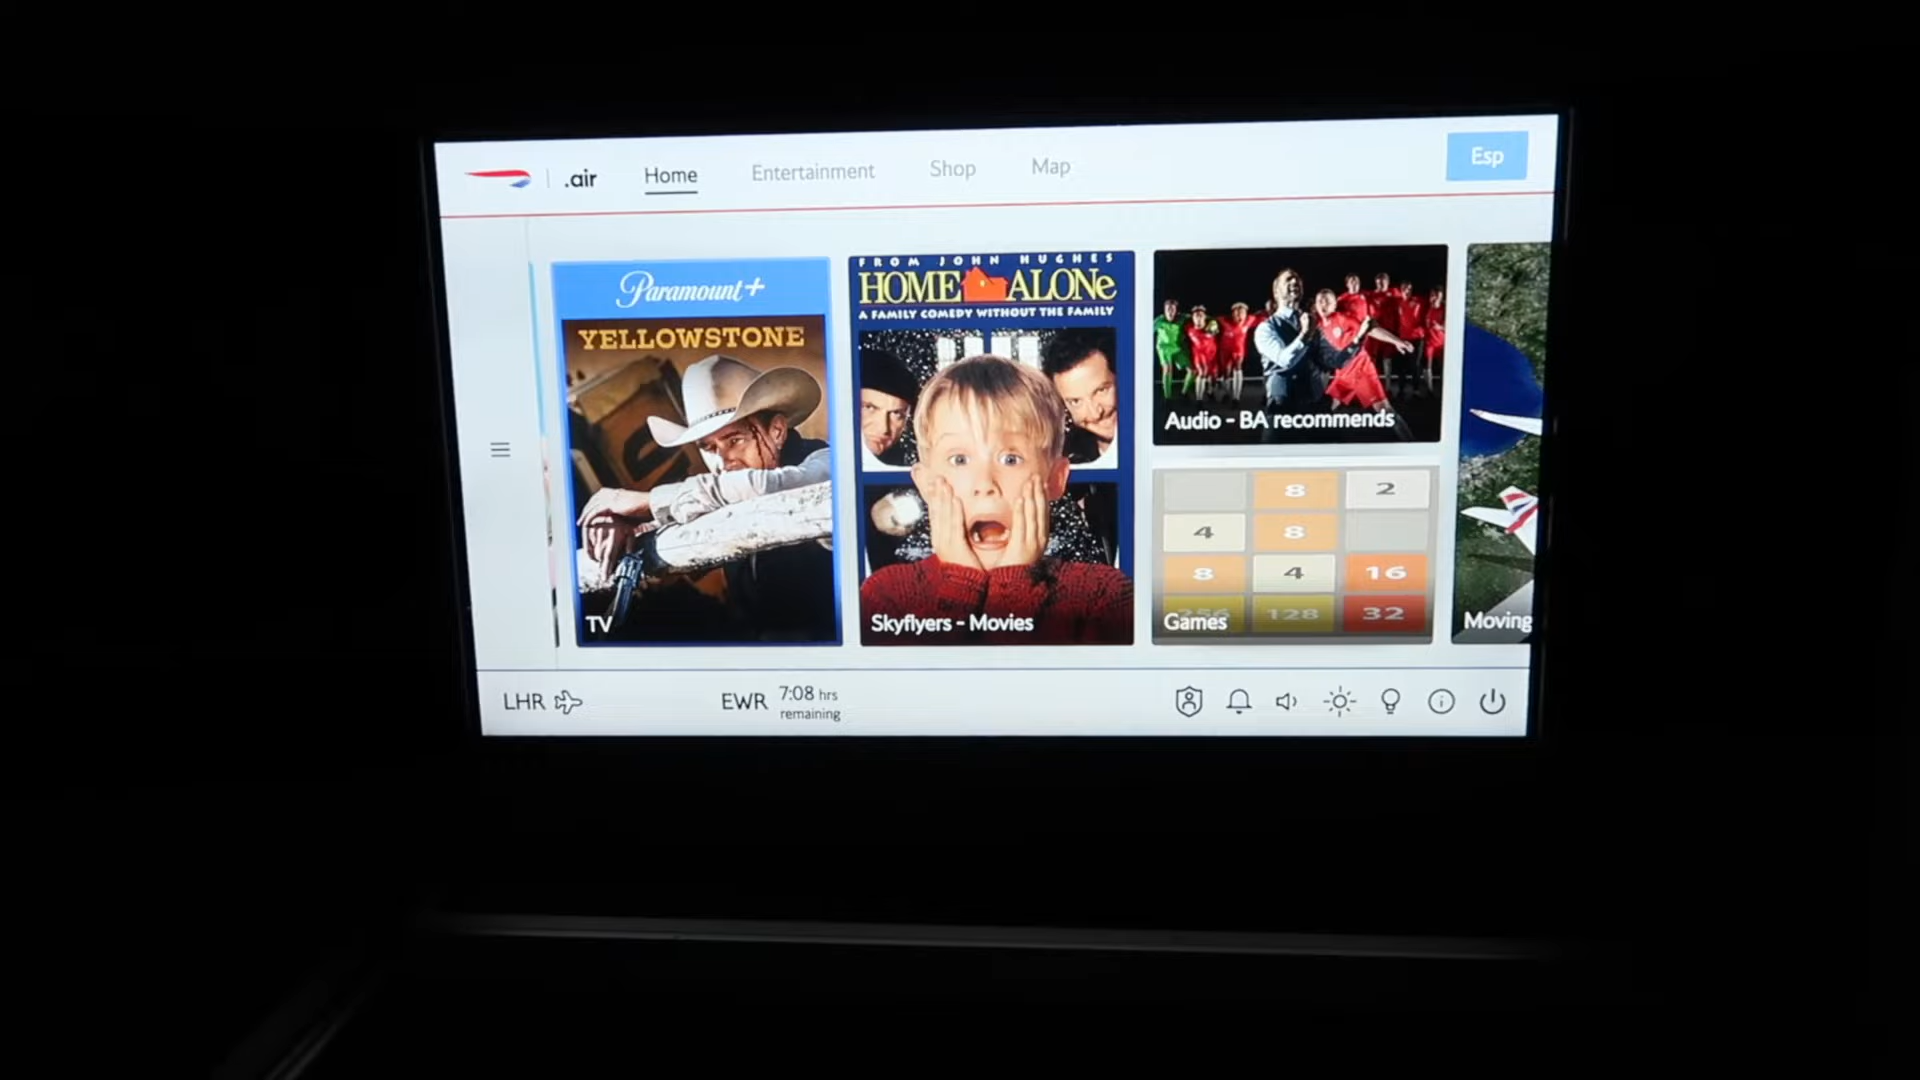 .air
Home
Entertainment
Shop
Map
Esp
Paramount+
YELLOWSTONE
TV
FROM JOHN HUGHES
HOME ALONe
A FAMILY COMEDY WITHOUT THE FAMILY
Skyflyers - Movies
Audio - BA recommends
8 2
4 8
8 4 16
256 128 32
Games
Moving
LHR
EWR
7:08 hrs
remaining